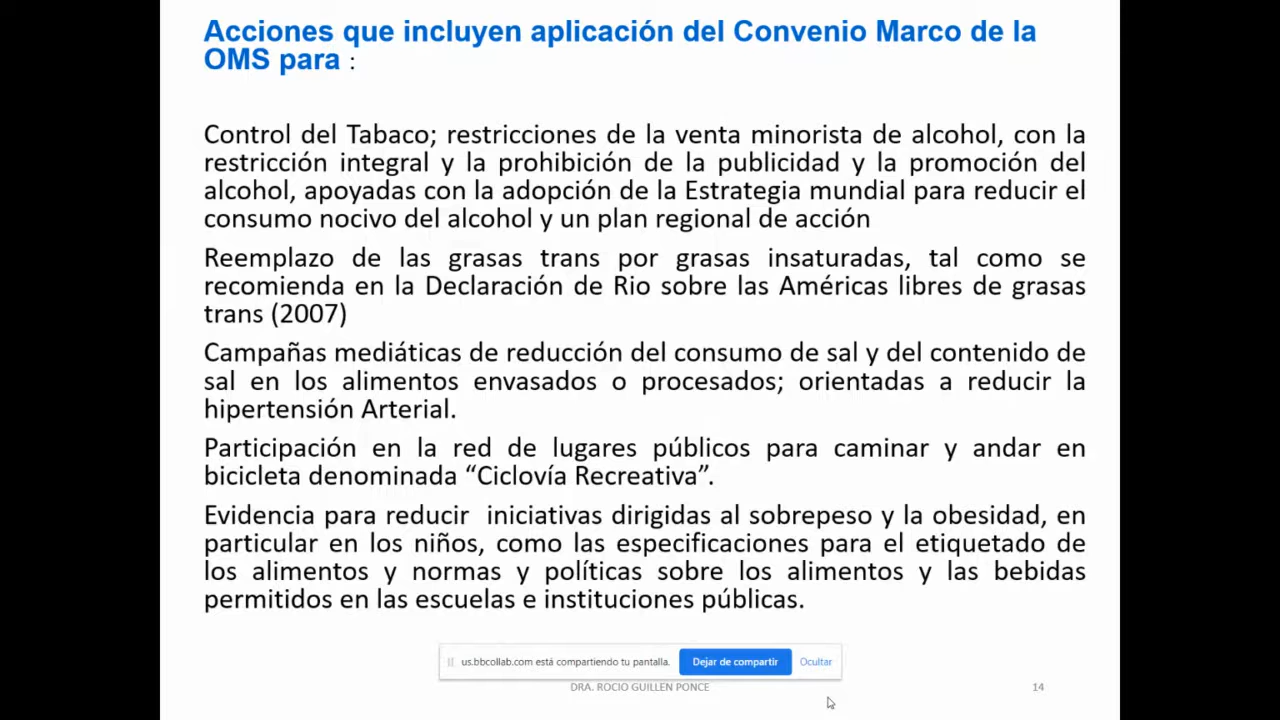 Acciones que incluyen aplicación del Convenio Marco de la
OMS para :
Control del Tabaco; restricciones de la venta minorista de alcohol, con la
restricción integral y la prohibición de la publicidad y la promoción del
alcohol, apoyadas con la adopción de la Estrategia mundial para reducir el
consumo nocivo del alcohol y un plan regional de acción
Reemplazo de las grasas trans por grasas insaturadas, tal como se
recomienda en la Declaración de Rio sobre las Américas libres de grasas
trans (2007)
Campañas mediáticas de reducción del consumo de sal y del contenido de
sal en los alimentos envasados o procesados; orientadas a reducir la
hipertensión Arterial.
Participación en la red de lugares públicos para caminar y andar en
bicicleta denominada “Ciclovía Recreativa”.
Evidencia para reducir  iniciativas dirigidas al sobrepeso y la obesidad, en
particular en los niños, como las especificaciones para el etiquetado de
los alimentos y normas y políticas sobre los alimentos y las bebidas
permitidos en las escuelas e instituciones públicas.
us.bbcollab.com está compartiendo tu pantalla. Dejar de compartir Ocultar
DRA. ROCIO GUILLEN PONCE 14